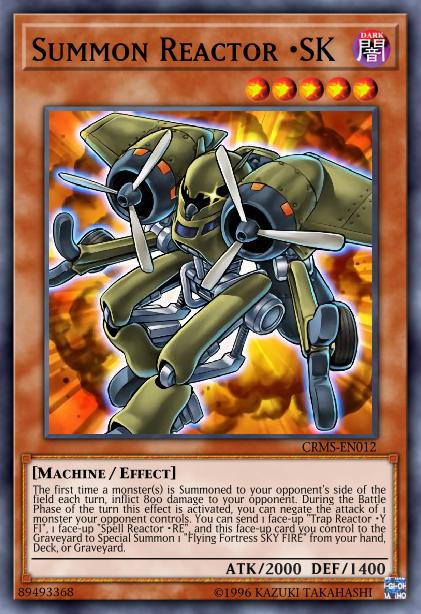 Summon Reactor ・SK
DARK
闇
CRMS-EN012
[Machine / Effect]
The first time a monster(s) is Summoned to your opponent's side of
the field each turn, inflict 800 damage to your opponent. During the Battle
Phase of the turn this effect is activated, you can negate the attack of 1
monster your opponent controls. You can send 1 face-up "Trap Reactor ・Y
FI", 1 face-up "Spell Reactor ・RE", and this face-up card you control to the
Graveyard to Special Summon 1 "Flying Fortress SKY FIRE" from your hand,
Deck, or Graveyard.
ATK/2000 DEF/1400
89493368
©1996 KAZUKI TAKAHASHI